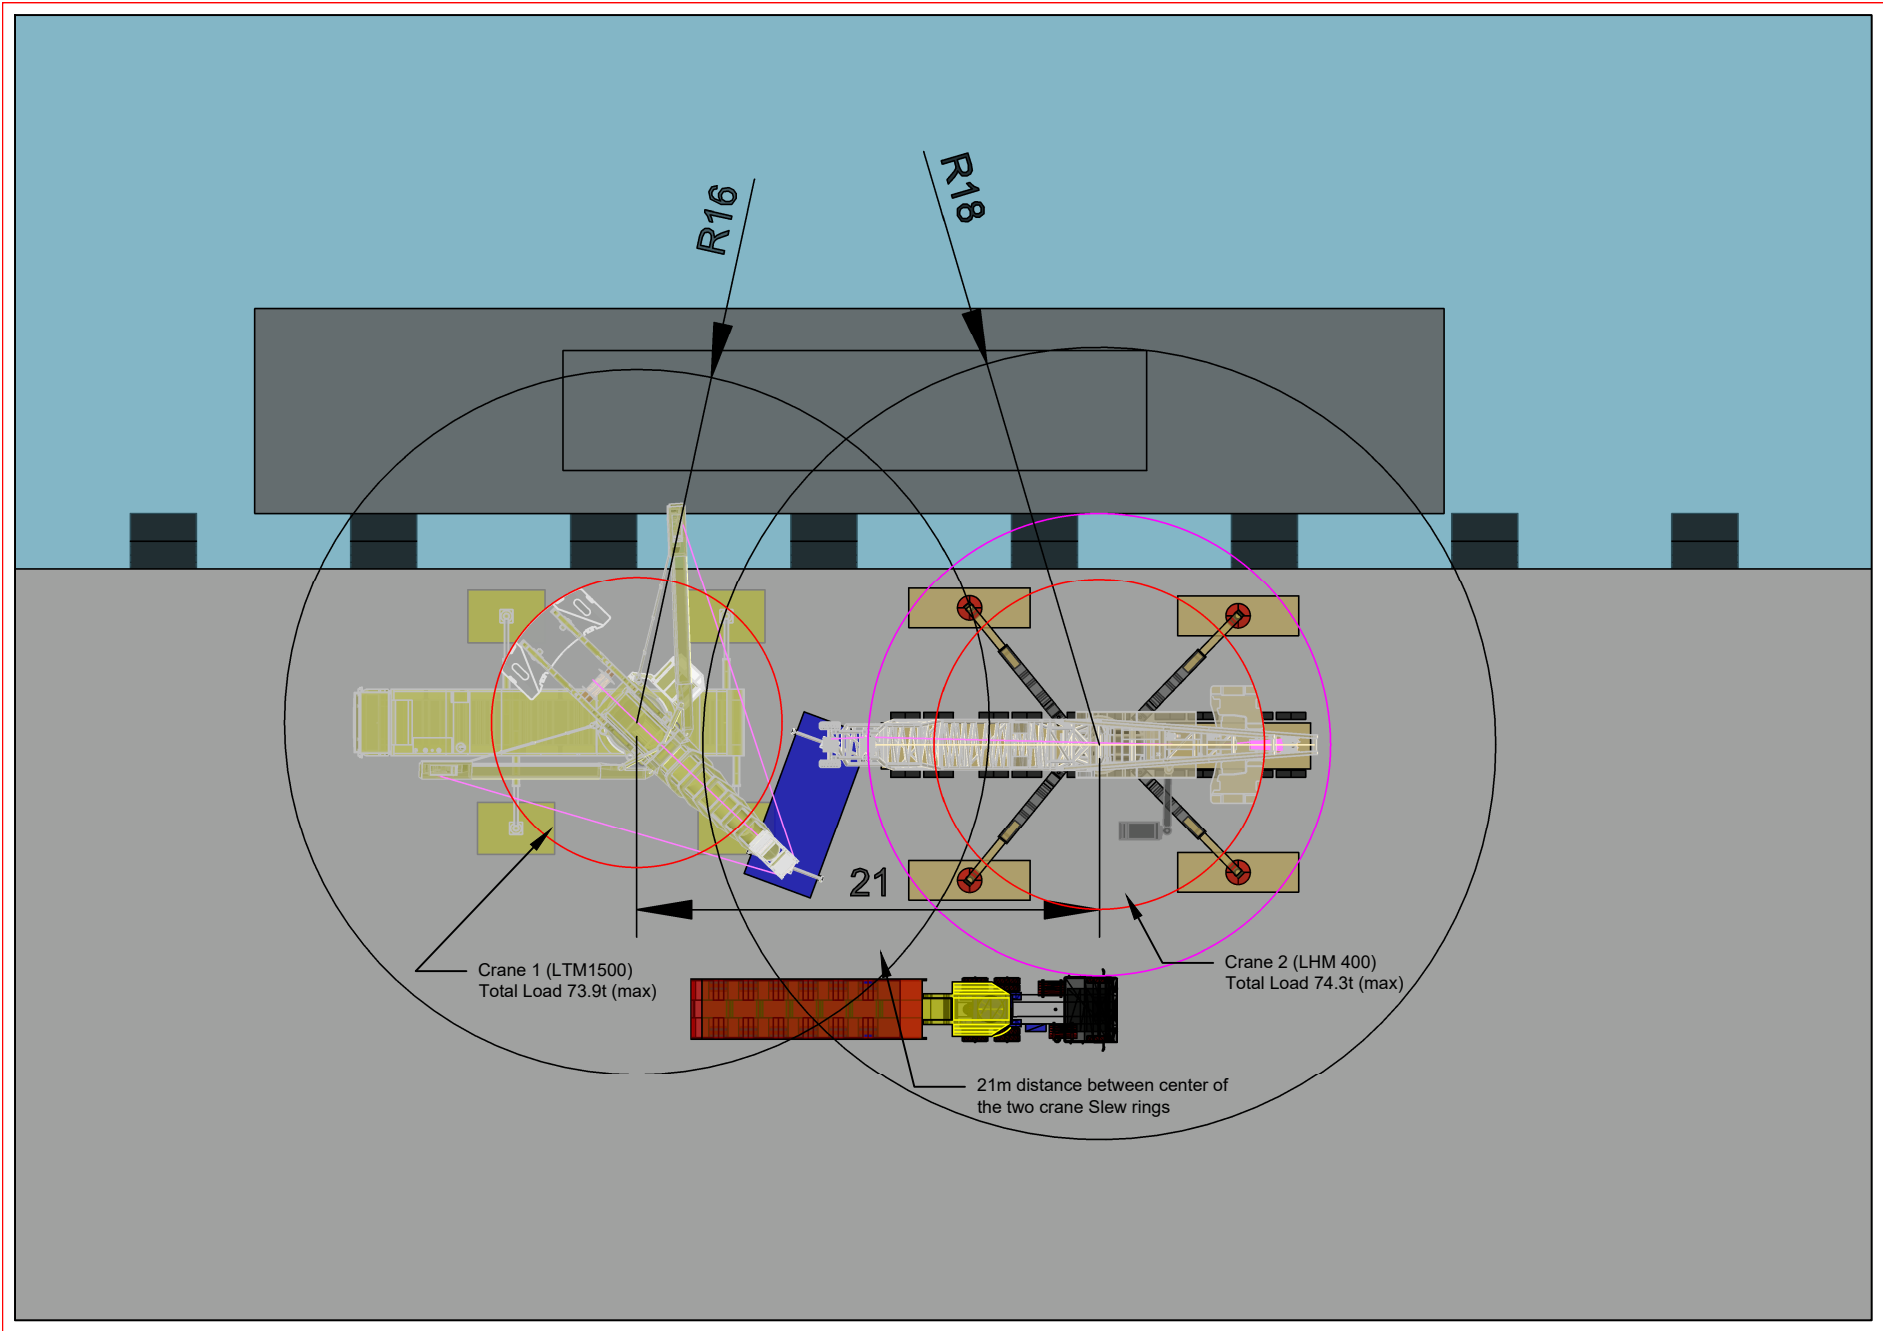 R16
R18
21
Crane 1 (LTM1500)
Total Load 73.9t (max)
Crane 2 (LHM 400)
Total Load 74.3t (max)
21m distance between center of
the two crane Slew rings